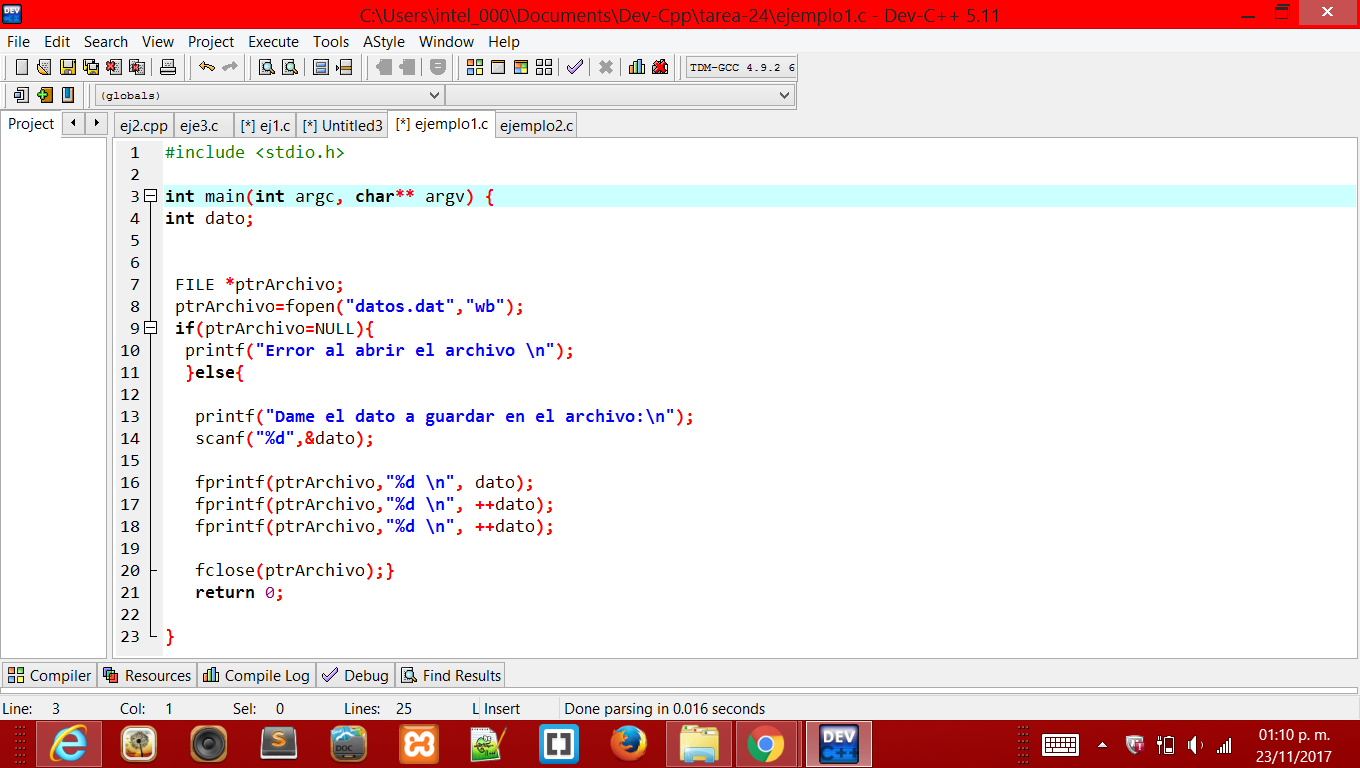 C:\Users\intel_000\Documents\Dev-Cpp\tarea-24\ejemplo1.c - Dev-C++ 5.11
File Edit Search View Project Execute Tools AStyle Window Help
TDM-GCC 4.9.2 6
(globals)
Project ej2.cpp eje3.c [*] ej1.c [*] Untitled3 [*] ejemplo1.c ejemplo2.c
1 #include <stdio.h>
2
3 int main(int argc, char** argv) {
4 int dato;
5
6
7 FILE *ptrArchivo;
8 ptrArchivo=fopen("datos.dat","wb");
9 if(ptrArchivo=NULL){
10 printf("Error al abrir el archivo \n");
11 }else{
12
13 printf("Dame el dato a guardar en el archivo:\n");
14 scanf("%d",&dato);
15
16 fprintf(ptrArchivo,"%d \n", dato);
17 fprintf(ptrArchivo,"%d \n", ++dato);
18 fprintf(ptrArchivo,"%d \n", ++dato);
19
20 fclose(ptrArchivo);}
21 return 0;
22
23 }
Compiler Resources Compile Log Debug Find Results
Line: 3 Col: 1 Sel: 0 Lines: 25 L Insert Done parsing in 0.016 seconds
DOC
DEV C++
01:10 p. m.
23/11/2017